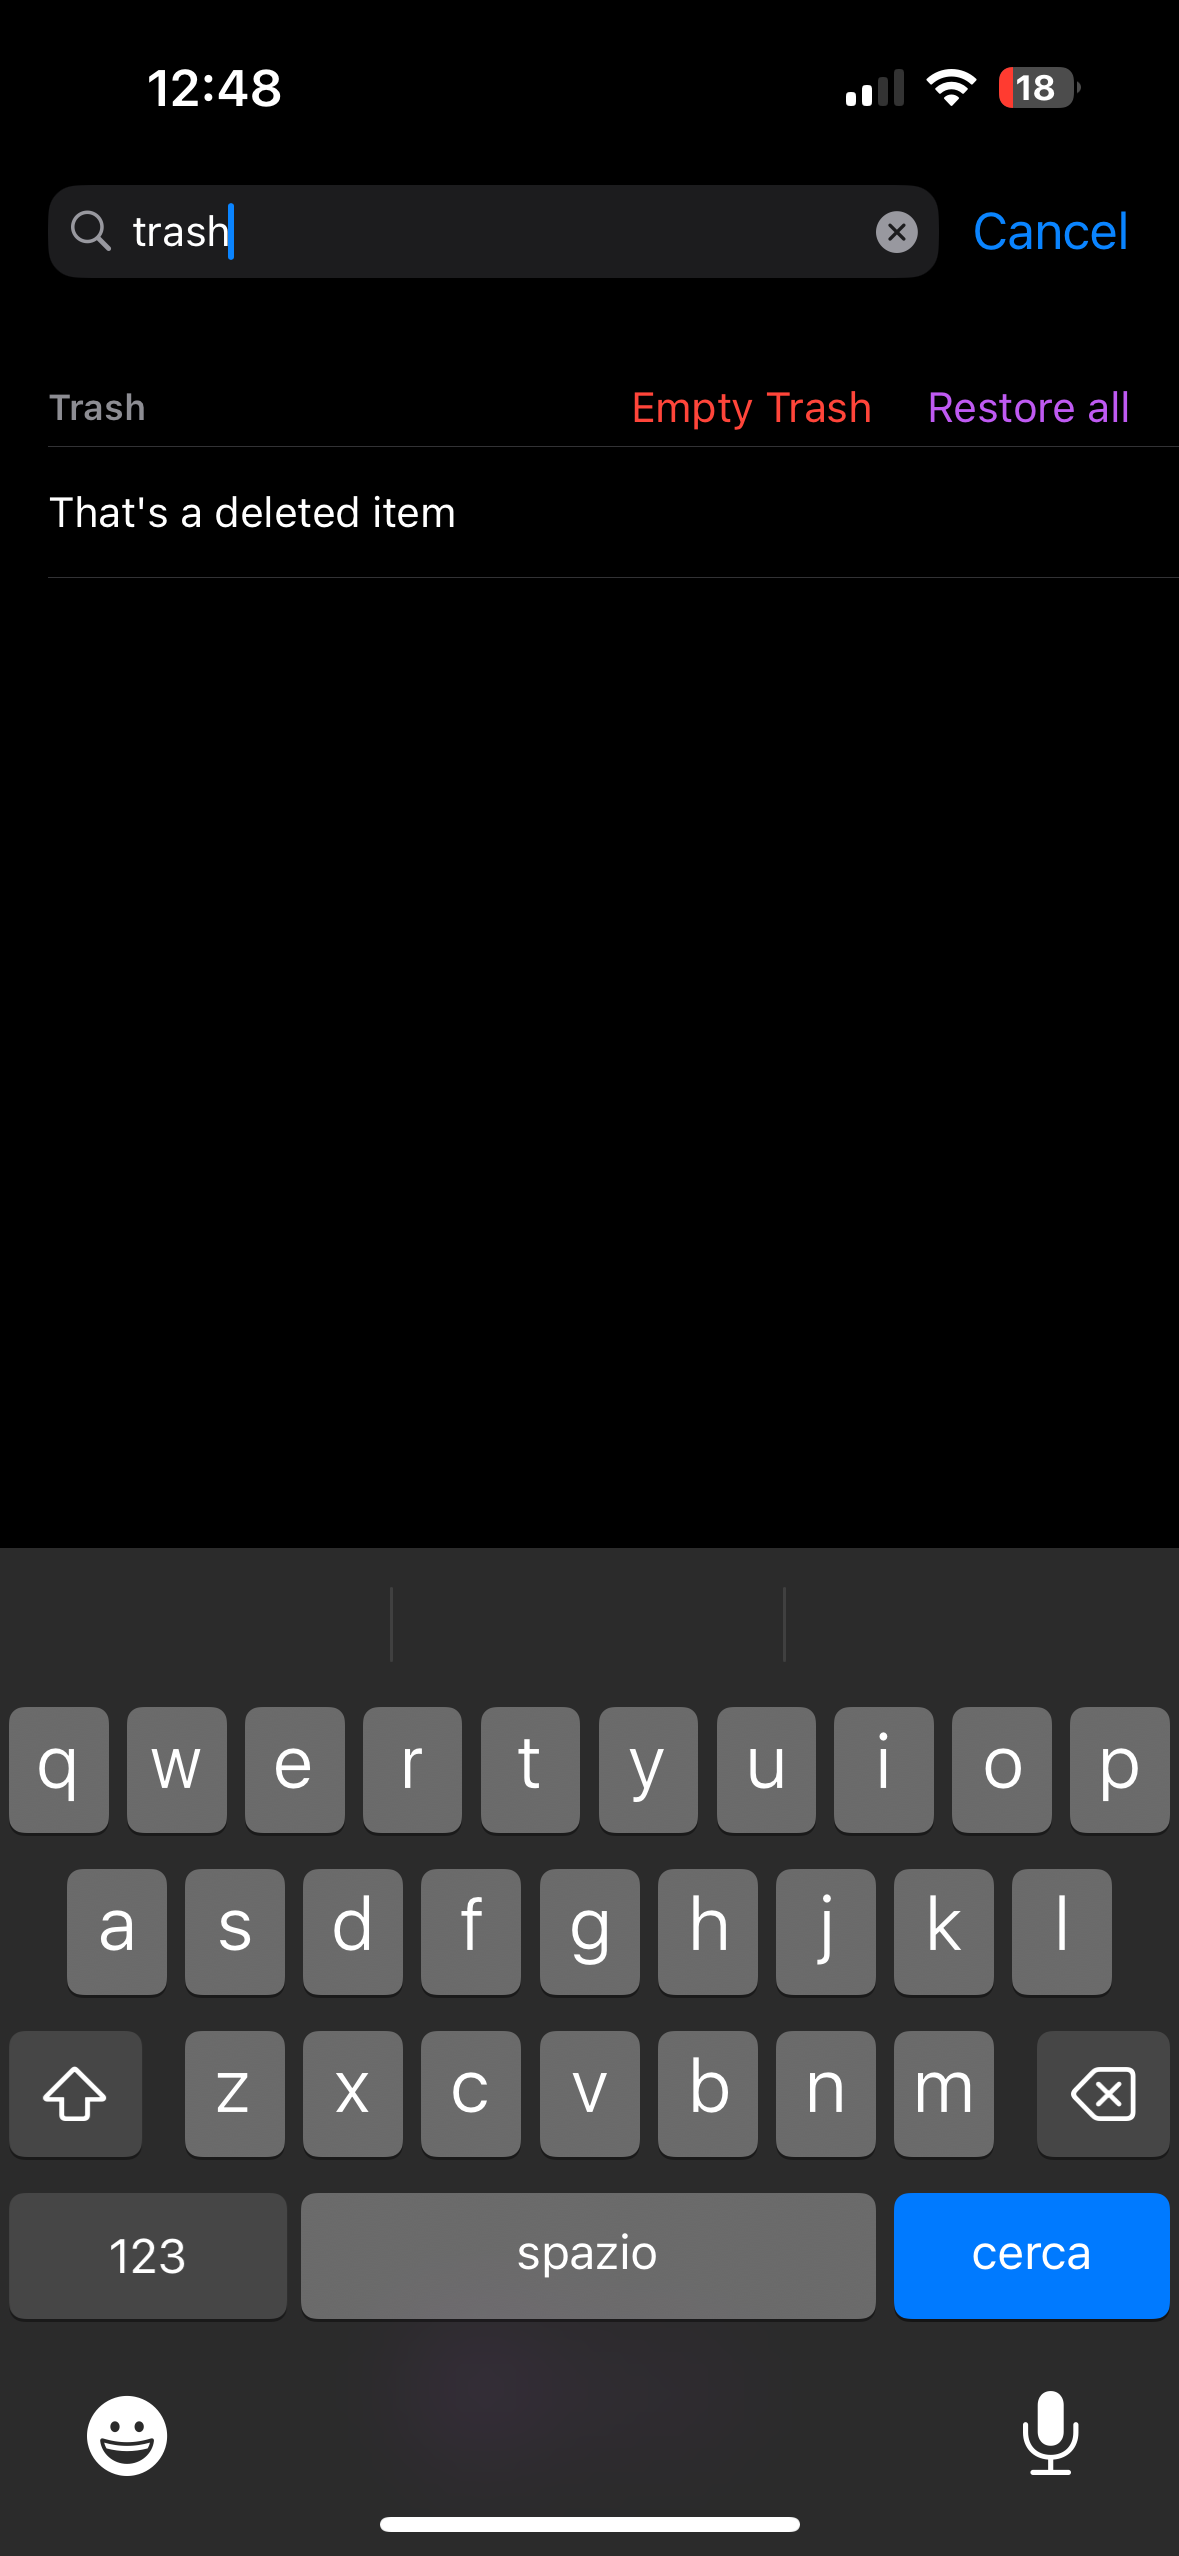 12:48 18
trash Cancel
Trash Empty Trash Restore all
That's a deleted item
q w e r t y u i o p
a s d f g h j k l
z x c v b n m
123 spazio cerca